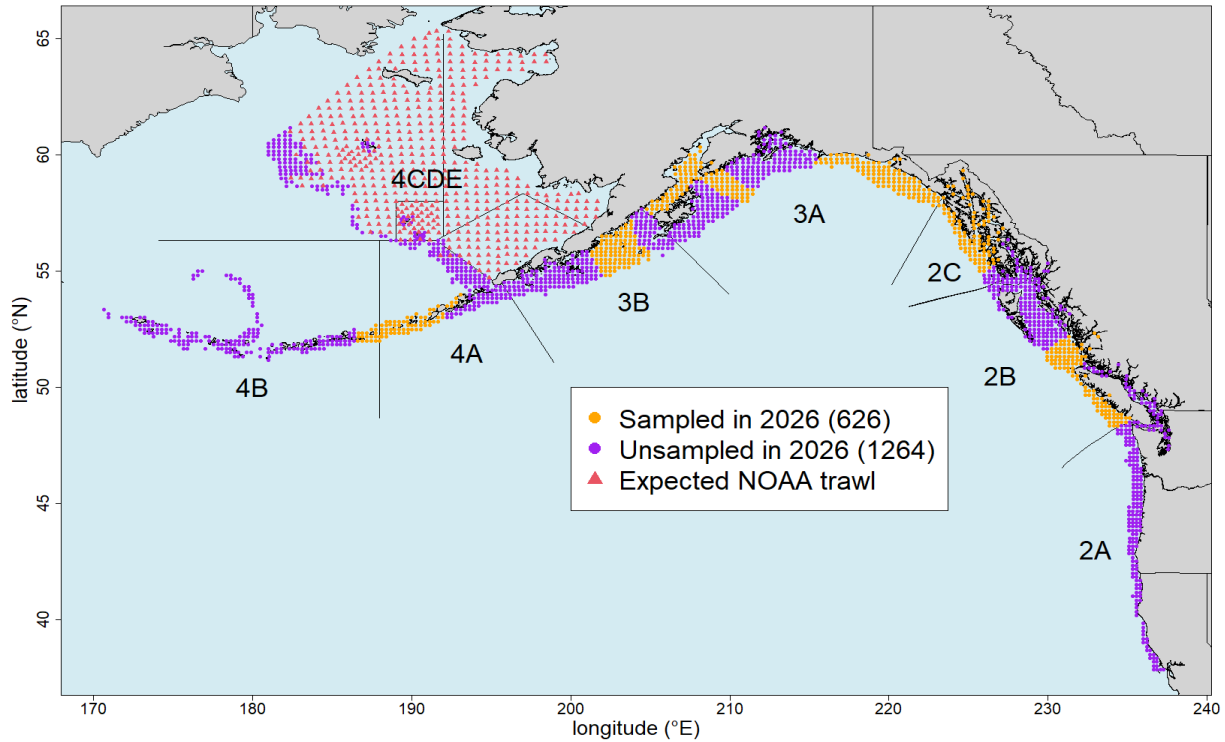 65
60
55
50
45
40
latitude (°N)
4CDE
3A
2C
3B
4A
4B
2B
2A
Sampled in 2026 (626)
Unsampled in 2026 (1264)
Expected NOAA trawl
170 180 190 200 210 220 230 240
longitude (°E)